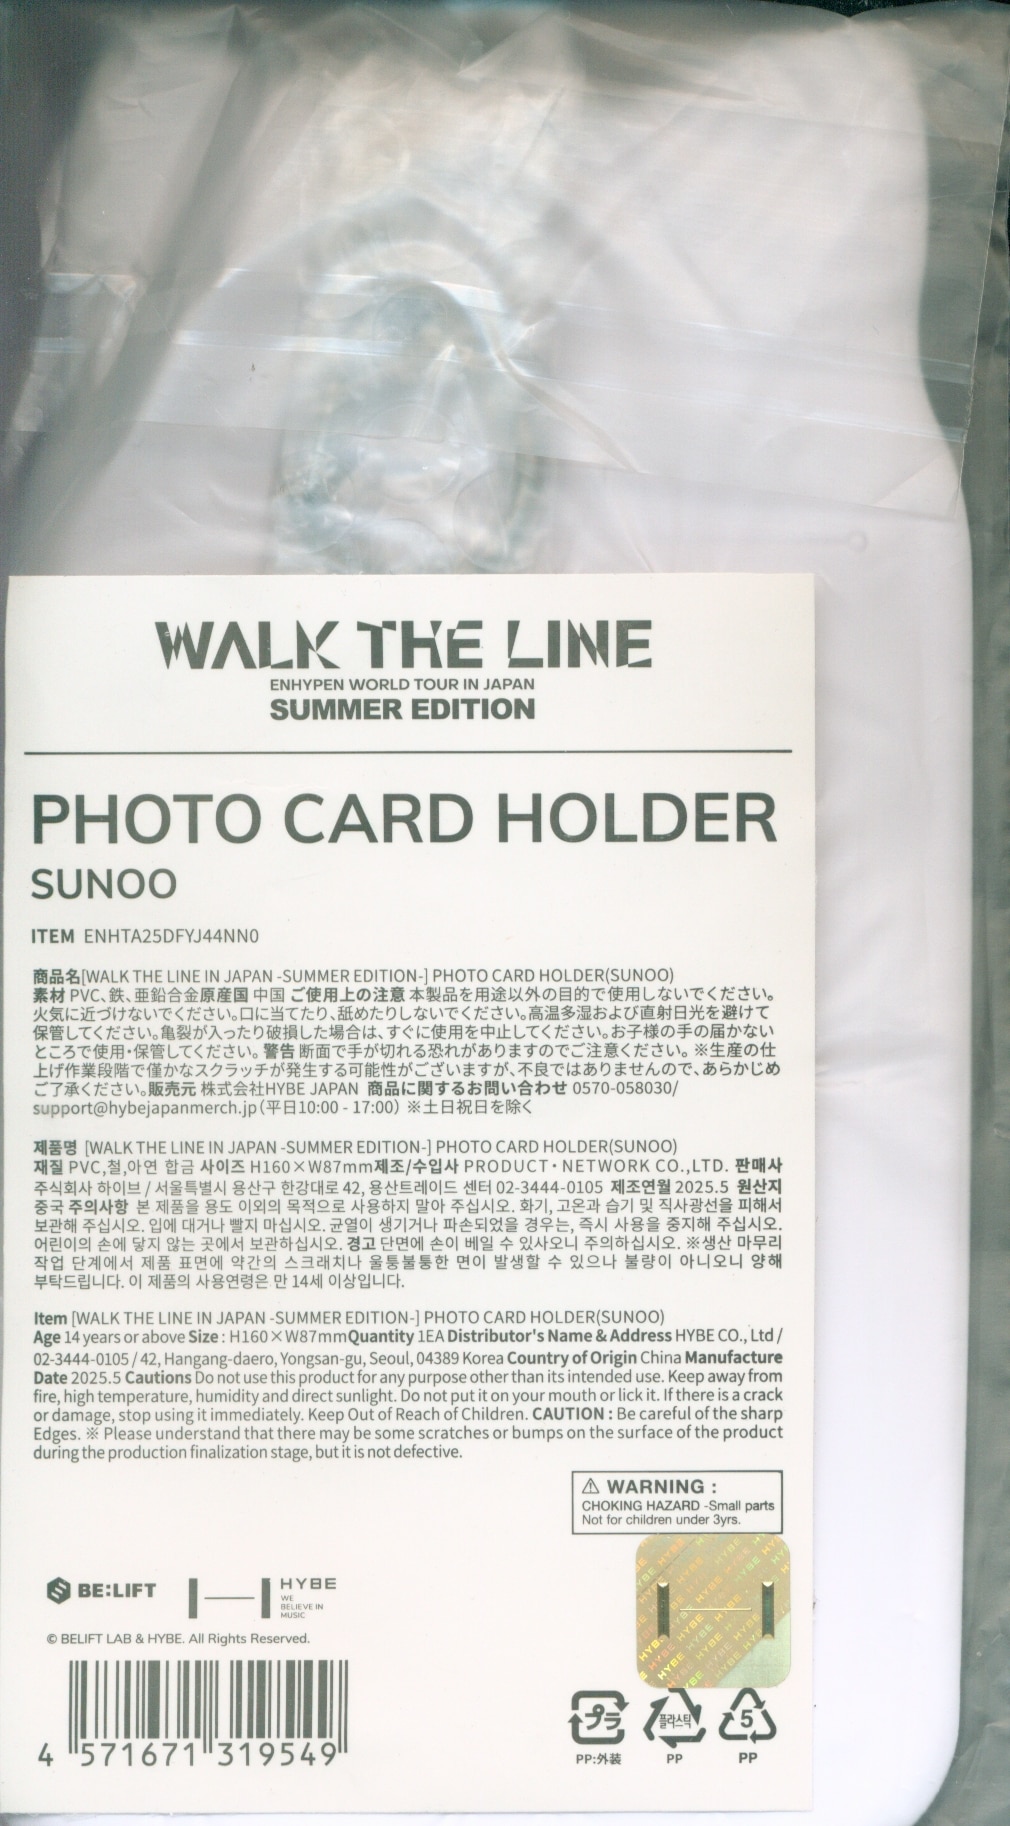 WALK THE LINE
ENHYPEN WORLD TOUR IN JAPAN
SUMMER EDITION
PHOTO CARD HOLDER
SUNOO
ITEM ENHTA25DFYJ44NN0
商品名[WALK THE LINE IN JAPAN -SUMMER EDITION-] PHOTO CARD HOLDER(SUNOO)
素材 PVC、鉄、亜鉛合金原産国 中国 ご使用上の注意 本製品を用途以外の目的で使用しないでください。
火気に近づけないでください。口に当てたり、舐めたりしないでください。高温多湿および直射日光を避けて
保管してください。亀裂が入ったり破損した場合は、すぐに使用を中止してください。お子様の手の届かない
ところで使用・保管してください。 警告 断面で手が切れる恐れがありますのでご注意ください。※生産の仕
上げ作業段階で僅かなスクラッチが発生する可能性がございますが、不良ではありませんので、あらかじめ
ご了承ください。販売元 株式会社HYBE JAPAN 商品に関するお問い合わせ 0570-058030/
support@hybejapanmerch.jp(平日10:00 - 17:00) ※土日祝日を除く
제품명 [WALK THE LINE IN JAPAN -SUMMER EDITION-] PHOTO CARD HOLDER(SUNOO)
재질 PVC,철,아연 합금 사이즈 H160×W87mm제조/수입사 PRODUCT・NETWORK CO.,LTD. 판매사
주식회사 하이브 / 서울특별시 용산구 한강대로 42, 용산트레이드 센터 02-3444-0105 제조연월 2025.5 원산지
중국 주의사항 본 제품을 용도 이외의 목적으로 사용하지 말아 주십시오. 화기, 고온과 습기 및 직사광선을 피해서
보관해 주십시오. 입에 대거나 빨지 마십시오. 균열이 생기거나 파손되었을 경우는, 즉시 사용을 중지해 주십시오.
어린이의 손에 닿지 않는 곳에서 보관하십시오. 경고 단면에 손이 베일 수 있사오니 주의하십시오. ※생산 마무리
작업 단계에서 제품 표면에 약간의 스크래치나 울퉁불퉁한 면이 발생할 수 있으나 불량이 아니오니 양해
부탁드립니다. 이 제품의 사용연령은 만 14세 이상입니다.
Item [WALK THE LINE IN JAPAN -SUMMER EDITION-] PHOTO CARD HOLDER(SUNOO)
Age 14 years or above Size : H160×W87mmQuantity 1EA Distributor's Name & Address HYBE CO., Ltd /
02-3444-0105 / 42, Hangang-daero, Yongsan-gu, Seoul, 04389 Korea Country of Origin China Manufacture
Date 2025.5 Cautions Do not use this product for any purpose other than its intended use. Keep away from
fire, high temperature, humidity and direct sunlight. Do not put it on your mouth or lick it. If there is a crack
or damage, stop using it immediately. Keep Out of Reach of Children. CAUTION : Be careful of the sharp
Edges. ※ Please understand that there may be some scratches or bumps on the surface of the product
during the production finalization stage, but it is not defective.
⚠ WARNING :
CHOKING HAZARD -Small parts
Not for children under 3yrs.
BE:LIFT
HYBE
WE
BELIEVE IN
MUSIC
© BELIFT LAB & HYBE. All Rights Reserved.
HYBE HYBE HYBE
4 571671 319549
プラ
PP:外装
플라스틱
PP
5
PP